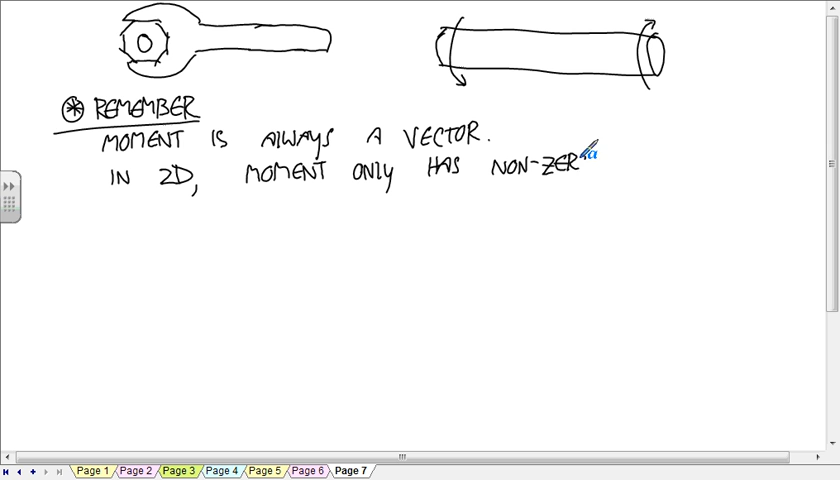 ⊛ REMEMBER
MOMENT IS ALWAYS A VECTOR.
IN 2D, MOMENT ONLY HAS NON-ZER
Page 1 Page 2 Page 3 Page 4 Page 5 Page 6 Page 7